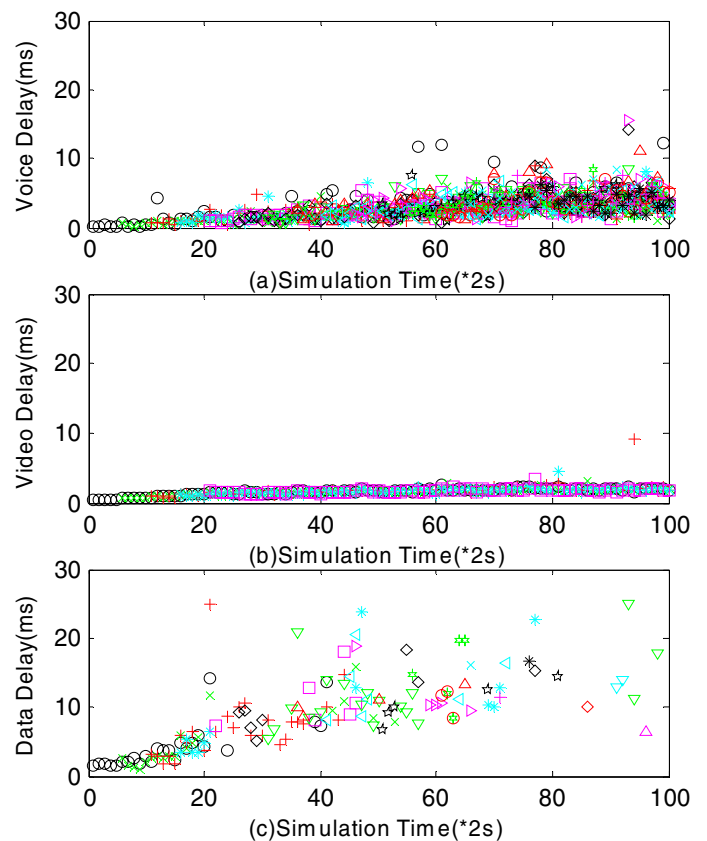 30
20
10
0
Voice Delay(ms)
0 20 40 60 80 100
(a)Simulation Time(*2s)
30
20
10
0
Video Delay(ms)
0 20 40 60 80 100
(b)Simulation Time(*2s)
30
20
10
0
Data Delay(ms)
0 20 40 60 80 100
(c)Simulation Time(*2s)